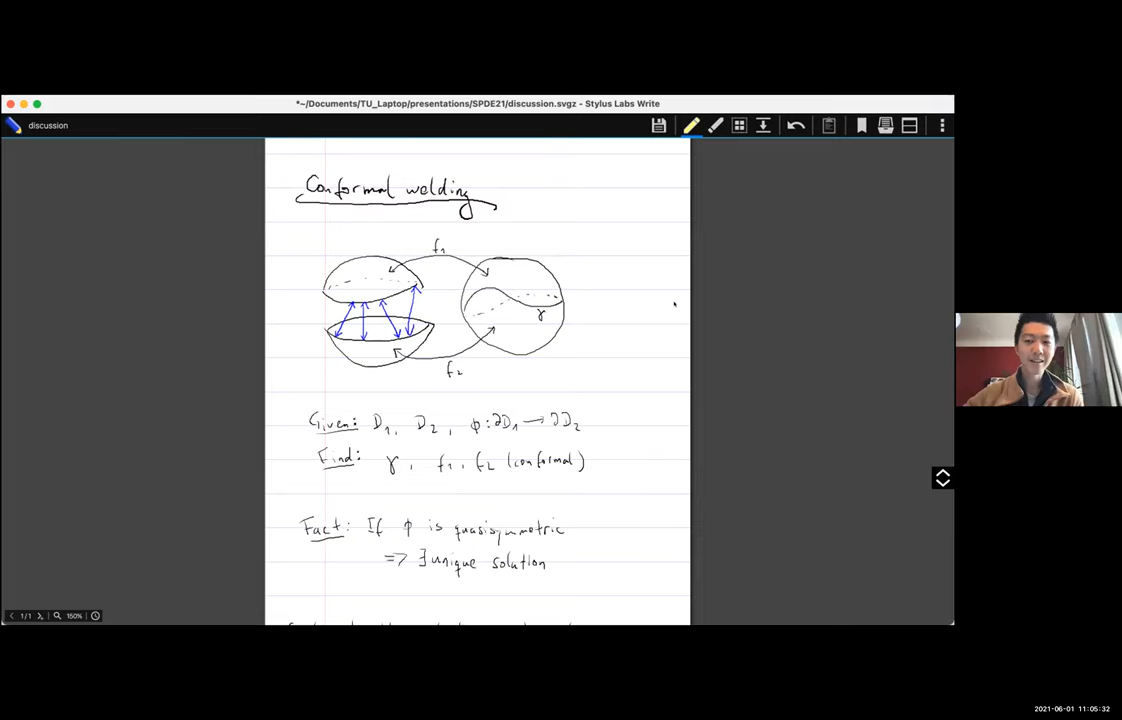 *~/Documents/TU_Laptop/presentations/SPDE21/discussion.svgz - Stylus Labs Write
discussion
Conformal welding
f₁
γ
f₂
Given: D₁, D₂, φ: ∂D₁ → ∂D₂
Find: γ, f₁, f₂ (conformal)
Fact: If φ is quasisymmetric
=> ∃ unique solution
1/1 150%
2021-06-01 11:05:32